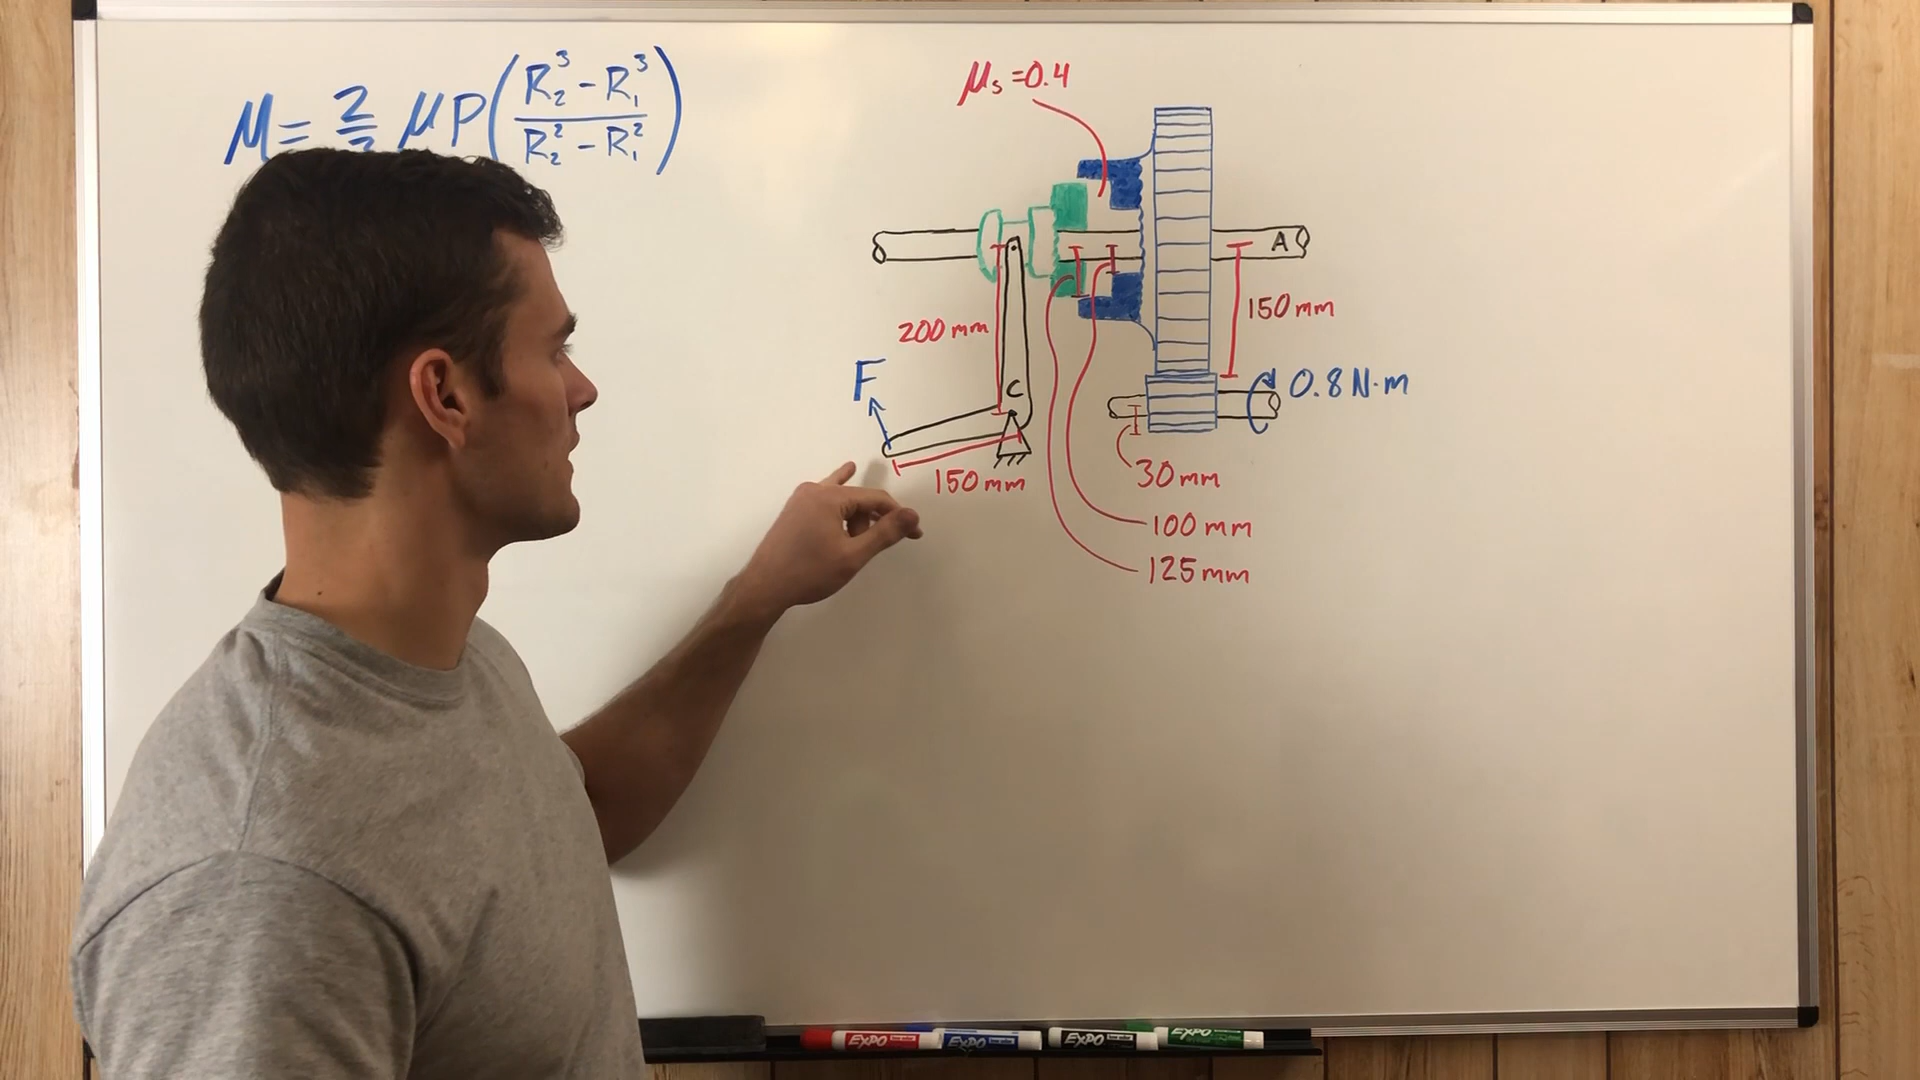 M = 2/3 μP(R₂³ - R₁³ / R₂² - R₁²)
μs = 0.4
A
200 mm
150 mm
F
C
0.8 N·m
150 mm
30 mm
100 mm
125 mm
EXPO
EXPO
EXPO
EXPO